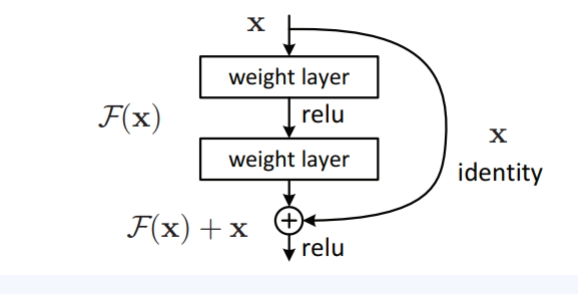 x
weight layer
F(x)
relu
x
weight layer
identity
F(x) + x
+
relu